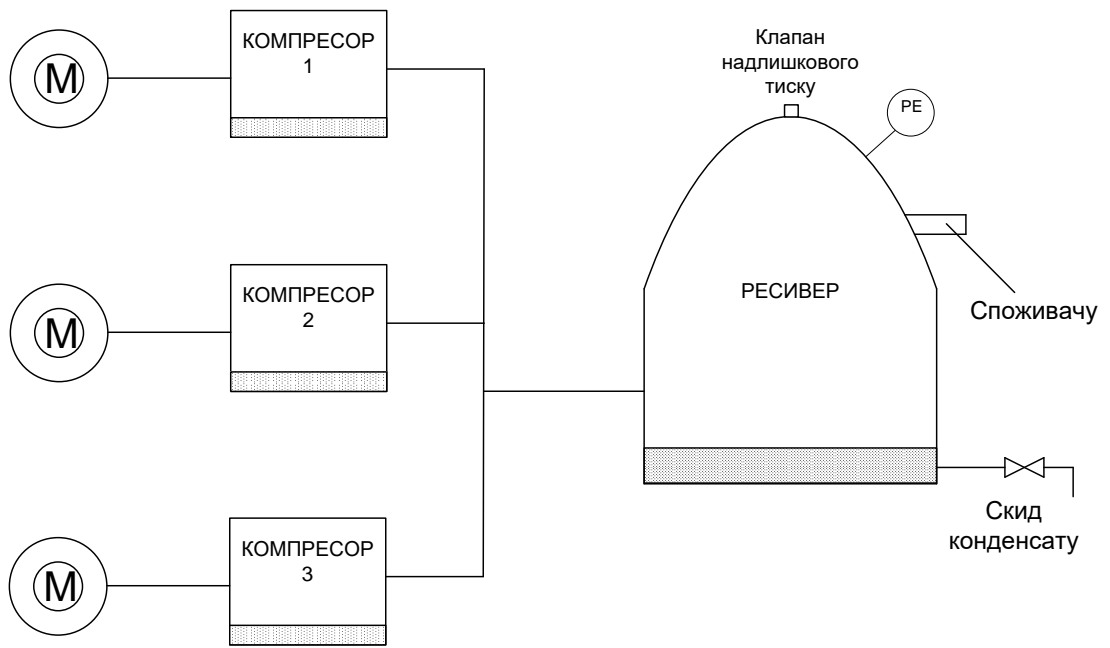 М
КОМПРЕСОР
1
Клапан
надлишкового
тиску
PE
М
КОМПРЕСОР
2
РЕСИВЕР
Споживачу
М
КОМПРЕСОР
3
Скид
конденсату